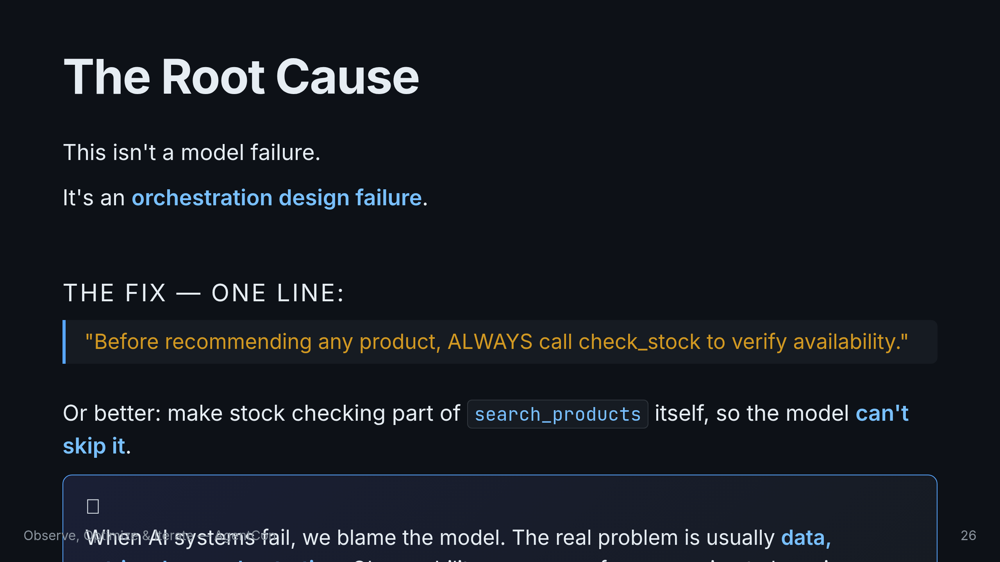 The Root Cause
This isn't a model failure.
It's an orchestration design failure.
THE FIX — ONE LINE:
"Before recommending any product, ALWAYS call check_stock to verify availability."
Or better: make stock checking part of search_products itself, so the model can't
skip it.
When AI systems fail, we blame the model. The real problem is usually data,
Observe, Optimize & Iterate — AgentCon
26